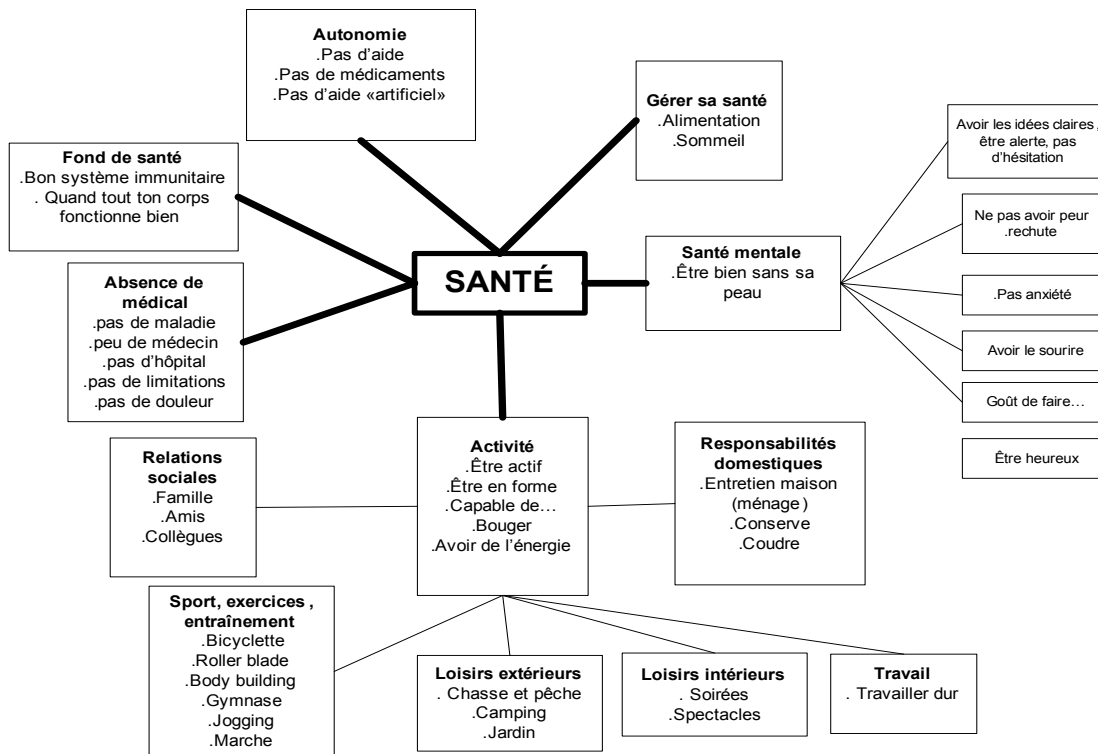 Autonomie
.Pas d'aide
.Pas de médicaments
.Pas d'aide «artificiel»
Gérer sa santé
.Alimentation
.Sommeil
Avoir les idées claires,
être alerte, pas
d'hésitation
Fond de santé
.Bon système immunitaire
. Quand tout ton corps
fonctionne bien
Ne pas avoir peur
.rechute
Santé mentale
.Être bien sans sa
peau
SANTÉ
Absence de
médical
.pas de maladie
.peu de médecin
.pas d'hôpital
.pas de limitations
.pas de douleur
.Pas anxiété
Avoir le sourire
Goût de faire…
Être heureux
Activité
.Être actif
.Être en forme
.Capable de…
.Bouger
.Avoir de l'énergie
Relations
sociales
.Famille
.Amis
.Collègues
Responsabilités
domestiques
.Entretien maison
(ménage)
.Conserve
.Coudre
Sport, exercices,
entraînement
.Bicyclette
.Roller blade
.Body building
.Gymnase
.Jogging
.Marche
Loisirs extérieurs
. Chasse et pêche
.Camping
.Jardin
Loisirs intérieurs
. Soirées
.Spectacles
Travail
. Travailler dur